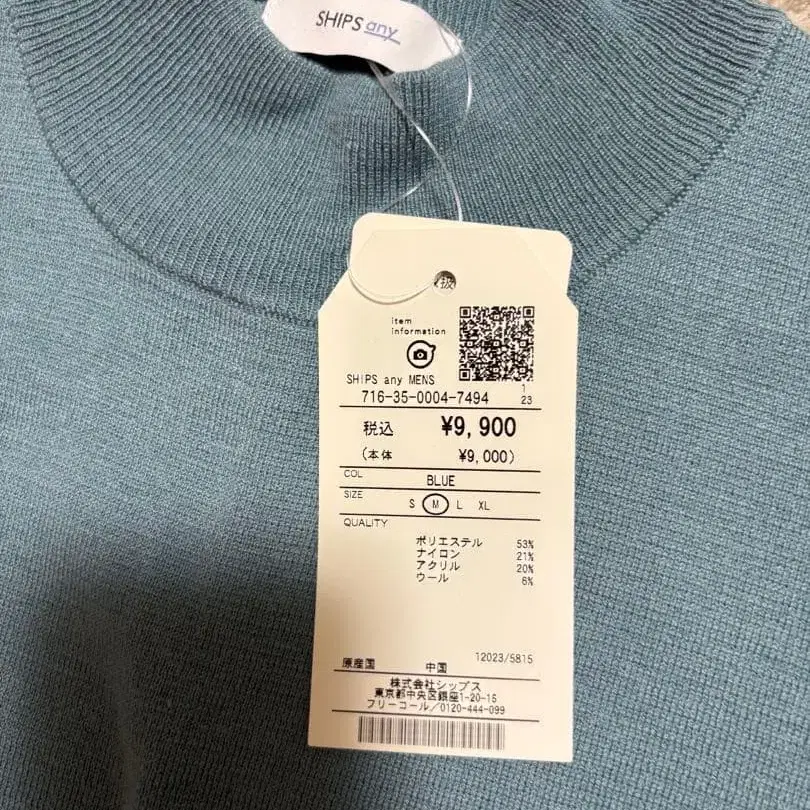 SHIPS any
扱
item
information
SHIPS any MENS
1
716-35-0004-7494
23
税込 ¥9,900
(本体 ¥9,000)
COL BLUE
SIZE S M L XL
QUALITY
ポリエステル 53%
ナイロン 21%
アクリル 20%
ウール 6%
12023/5815
原産国 中国
株式会社シップス
東京都中央区銀座1-20-15
フリーコール/0120-444-099